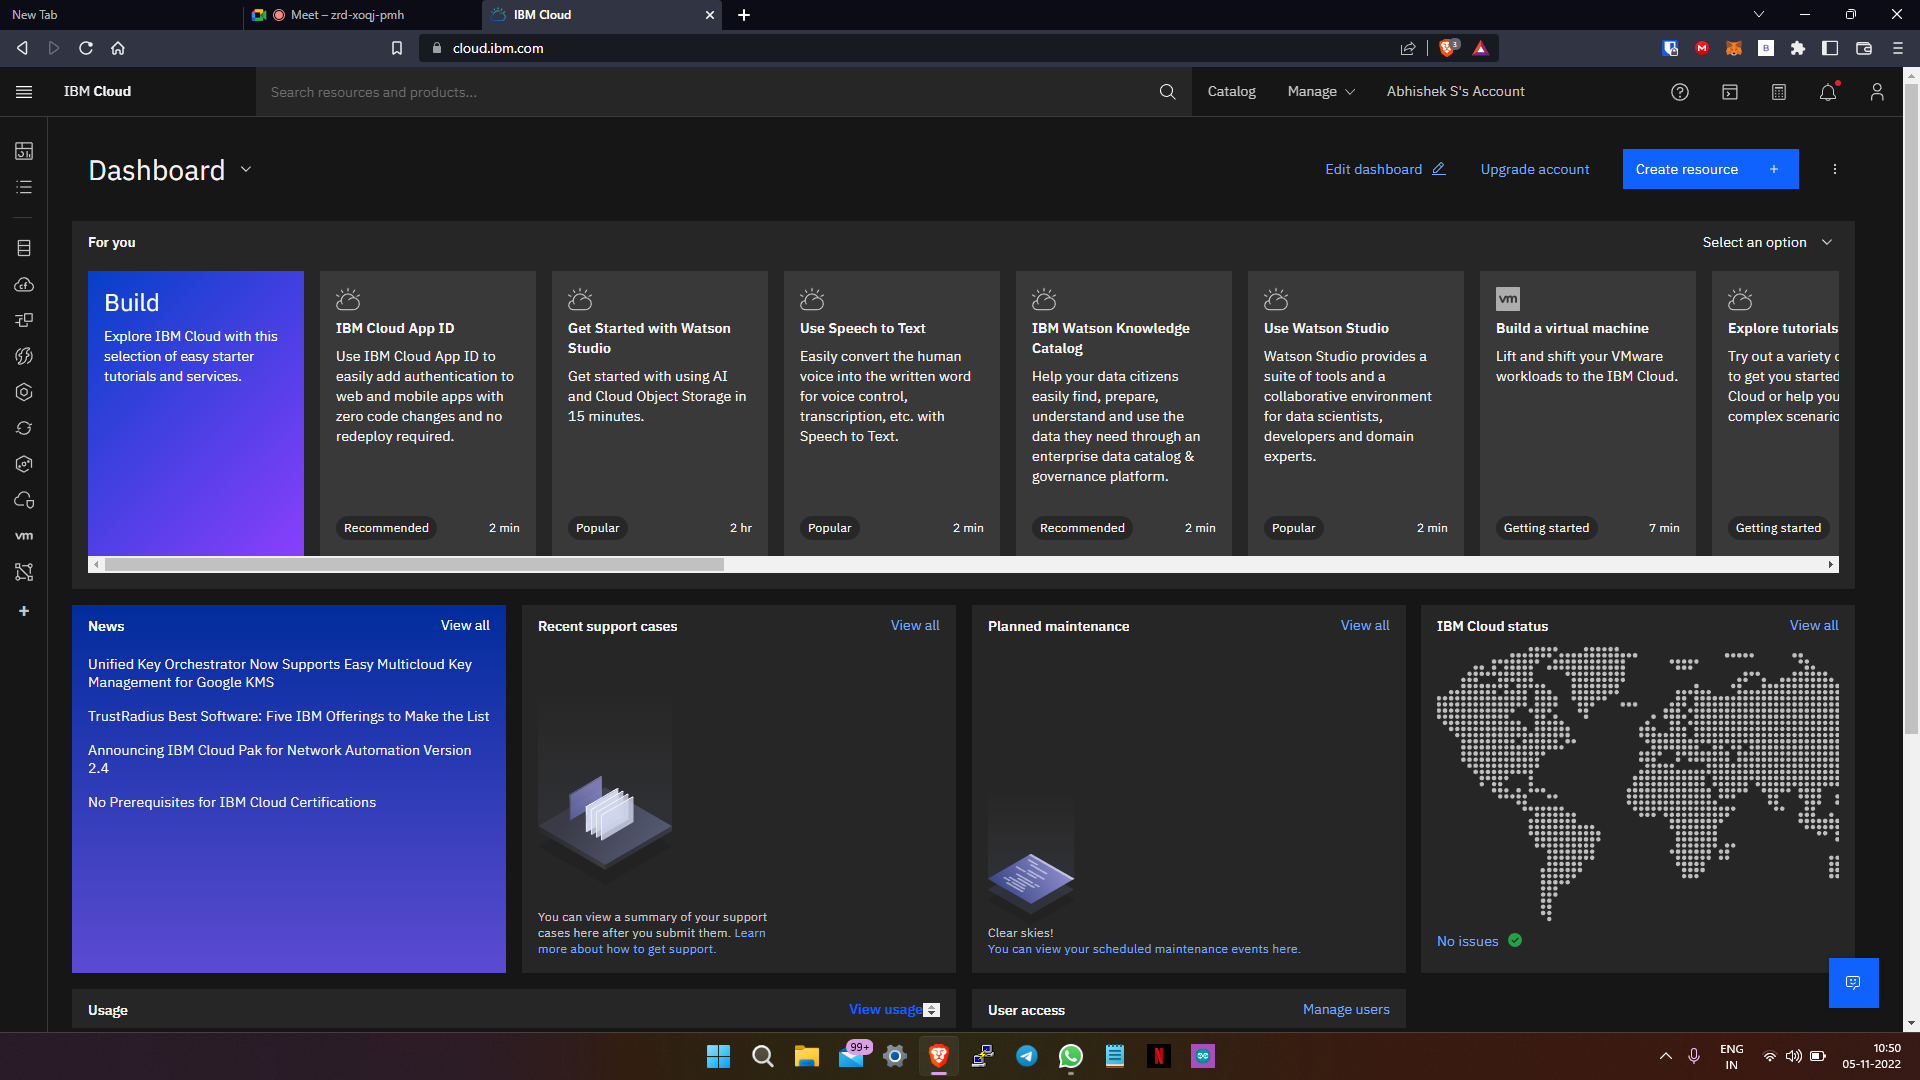 New Tab
Meet – zrd-xoqj-pmh
IBM Cloud
cloud.ibm.com
3
M
B
IBM Cloud
Search resources and products...
Catalog
Manage
Abhishek S's Account
Dashboard
Edit dashboard
Upgrade account
Create resource +
For you
Select an option
Build
Explore IBM Cloud with this
selection of easy starter
tutorials and services.
IBM Cloud App ID
Use IBM Cloud App ID to
easily add authentication to
web and mobile apps with
zero code changes and no
redeploy required.
Recommended
2 min
Get Started with Watson
Studio
Get started with using AI
and Cloud Object Storage in
15 minutes.
Popular
2 hr
Use Speech to Text
Easily convert the human
voice into the written word
for voice control,
transcription, etc. with
Speech to Text.
Popular
2 min
IBM Watson Knowledge
Catalog
Help your data citizens
easily find, prepare,
understand and use the
data they need through an
enterprise data catalog &
governance platform.
Recommended
2 min
Use Watson Studio
Watson Studio provides a
suite of tools and a
collaborative environment
for data scientists,
developers and domain
experts.
Popular
2 min
vm
Build a virtual machine
Lift and shift your VMware
workloads to the IBM Cloud.
Getting started
7 min
Explore tutorials
Try out a variety o
to get you started
Cloud or help you
complex scenario
Getting started
cf
vm
News
View all
Unified Key Orchestrator Now Supports Easy Multicloud Key
Management for Google KMS
TrustRadius Best Software: Five IBM Offerings to Make the List
Announcing IBM Cloud Pak for Network Automation Version
2.4
No Prerequisites for IBM Cloud Certifications
Recent support cases
View all
You can view a summary of your support
cases here after you submit them. Learn
more about how to get support.
Planned maintenance
View all
Clear skies!
You can view your scheduled maintenance events here.
IBM Cloud status
View all
No issues
Usage
View usage
User access
Manage users
99+
N
ENG
IN
10:50
05-11-2022